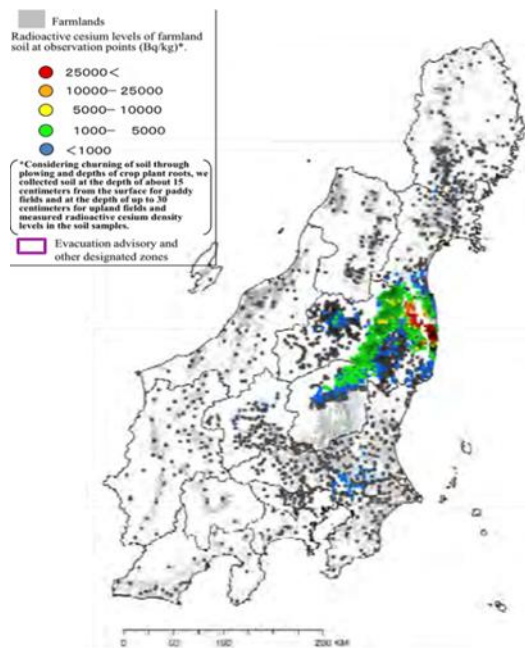 Farmlands
Radioactive cesium levels of farmland
soil at observation points (Bq/kg)*.
25000<
10000-25000
5000-10000
1000- 5000
<1000
*Considering churning of soil through
plowing and depths of crop plant roots, we
collected soil at the depth of about 15
centimeters from the surface for paddy
fields and at the depth of up to 30
centimeters for upland fields and
measured radioactive cesium density
levels in the soil samples.
Evacuation advisory and
other designated zones
0 50 100 200 KM